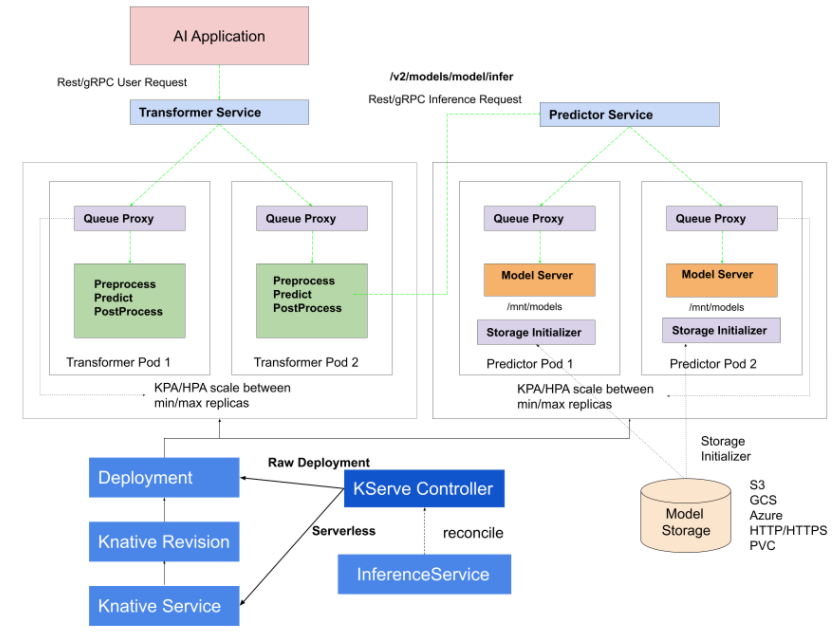 AI Application
Rest/gRPC User Request
/v2/models/model/infer
Rest/gRPC Inference Request
Transformer Service
Predictor Service
Queue Proxy
Queue Proxy
Queue Proxy
Queue Proxy
Preprocess
Predict
PostProcess
Preprocess
Predict
PostProcess
Model Server
Model Server
/mnt/models
/mnt/models
Storage Initializer
Storage Initializer
Transformer Pod 1
Transformer Pod 2
Predictor Pod 1
Predictor Pod 2
KPA/HPA scale between
min/max replicas
KPA/HPA scale between
min/max replicas
Deployment
Raw Deployment
KServe Controller
Storage
Initializer
Knative Revision
Serverless
reconcile
Model
Storage
S3
GCS
Azure
HTTP/HTTPS
PVC
InferenceService
Knative Service